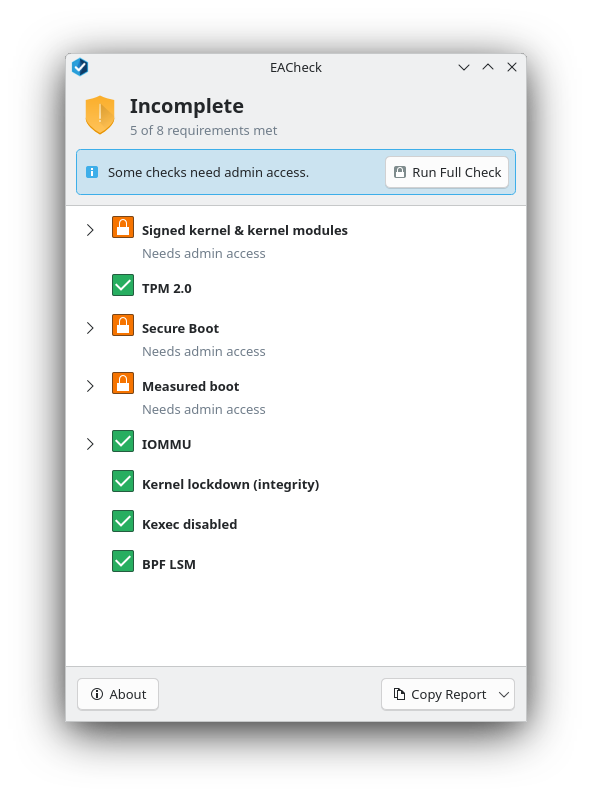 EACheck
Incomplete
5 of 8 requirements met
Some checks need admin access.
Run Full Check
Signed kernel & kernel modules
Needs admin access
TPM 2.0
Secure Boot
Needs admin access
Measured boot
Needs admin access
IOMMU
Kernel lockdown (integrity)
Kexec disabled
BPF LSM
About
Copy Report